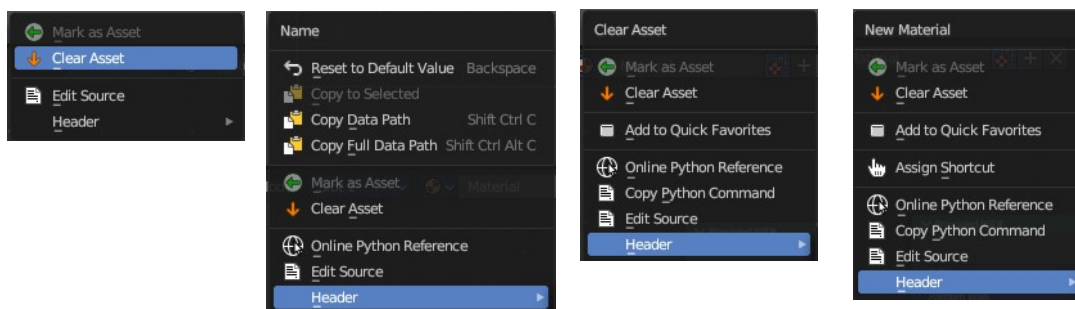 Mark as Asset
Clear Asset
Edit Source
Header
Name
Reset to Default Value Backspace
Copy to Selected
Copy Data Path Shift Ctrl C
Copy Full Data Path Shift Ctrl Alt C
Mark as Asset
Material
Clear Asset
Online Python Reference
Edit Source
Header
Clear Asset
Mark as Asset
Clear Asset
Add to Quick Favorites
Online Python Reference
Copy Python Command
Edit Source
Header
New Material
Mark as Asset
Clear Asset
Add to Quick Favorites
Assign Shortcut
Online Python Reference
Copy Python Command
Edit Source
Header